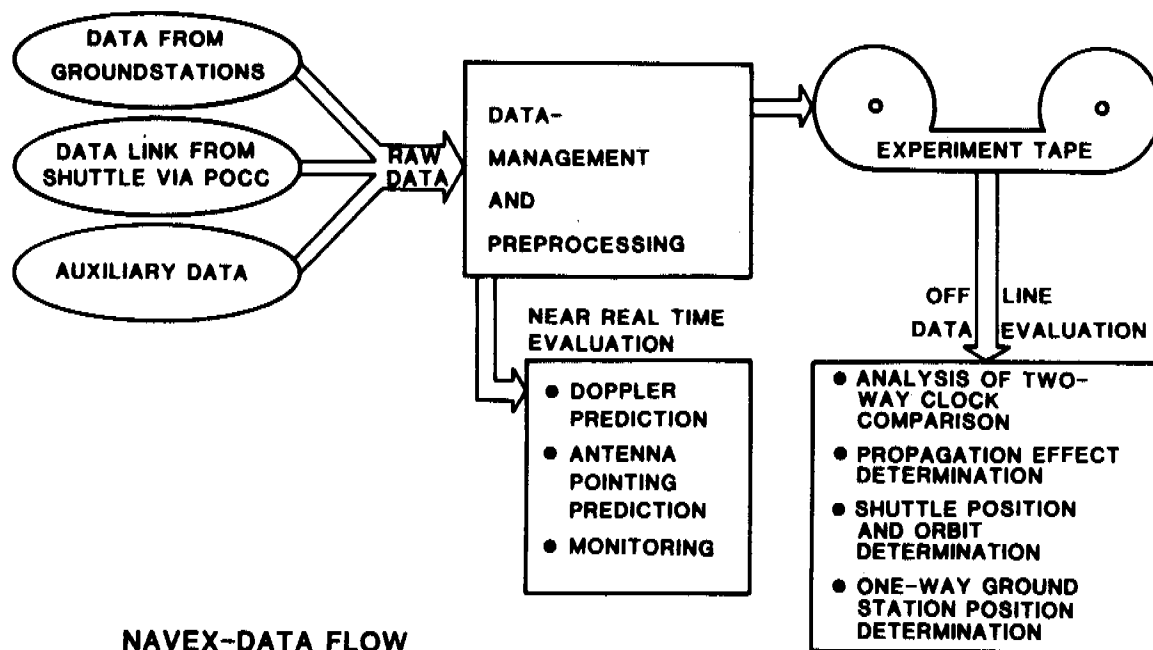 DATA FROM
GROUNDSTATIONS
DATA LINK FROM
SHUTTLE VIA POCC
AUXILIARY DATA
RAW
DATA
DATA-
MANAGEMENT
AND
PREPROCESSING
EXPERIMENT TAPE
NEAR REAL TIME
EVALUATION
● DOPPLER
PREDICTION
● ANTENNA
POINTING
PREDICTION
● MONITORING
OFF LINE
DATA EVALUATION
● ANALYSIS OF TWO-
WAY CLOCK
COMPARISON
● PROPAGATION EFFECT
DETERMINATION
● SHUTTLE POSITION
AND ORBIT
DETERMINATION
● ONE-WAY GROUND
STATION POSITION
DETERMINATION
NAVEX-DATA FLOW